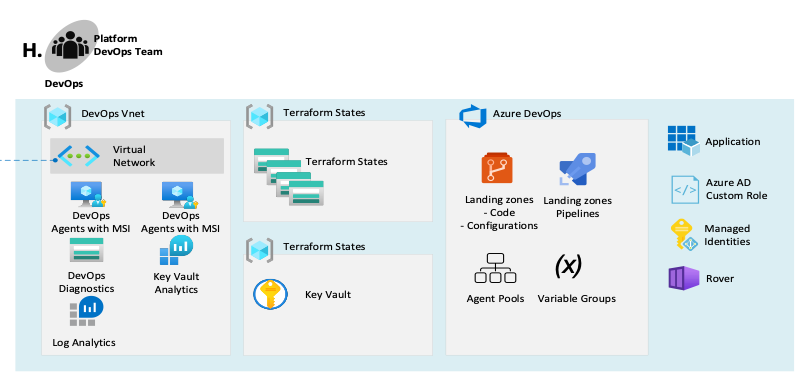 H.
Platform
DevOps Team
DevOps
DevOps Vnet
Virtual
Network
DevOps
Agents with MSI
DevOps
Agents with MSI
DevOps
Diagnostics
Key Vault
Analytics
Log Analytics
Terraform States
Terraform States
Terraform States
Key Vault
Azure DevOps
Landing zones
- Code
- Configurations
Landing zones
Pipelines
Agent Pools
(x)
Variable Groups
Application
</>
Azure AD
Custom Role
Managed
Identities
Rover